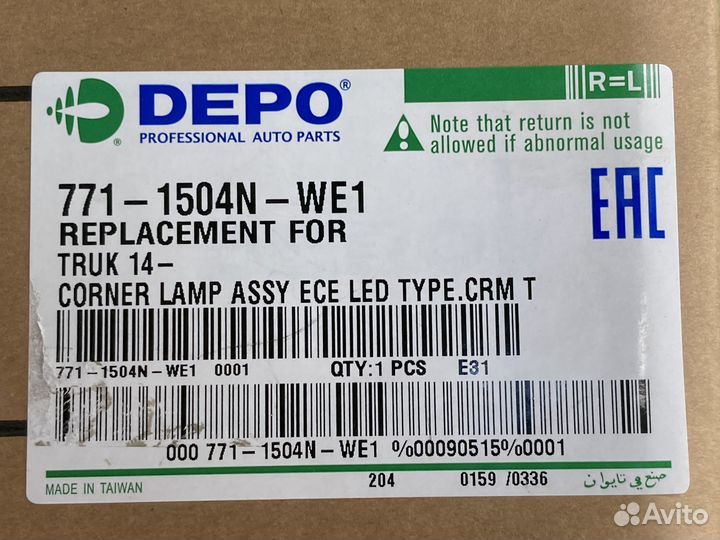 DEPO®
PROFESSIONAL AUTO PARTS
®
R=L
Note that return is not
allowed if abnormal usage
771-1504N-WE1
EAC
REPLACEMENT FOR
TRUK 14-
CORNER LAMP ASSY ECE LED TYPE.CRM T
771-1504N-WE1 0001 QTY:1 PCS E31
000 771-1504N-WE1 %00090515%0001
MADE IN TAIWAN 204 0159 /0336 صنع في تايوان
Avito